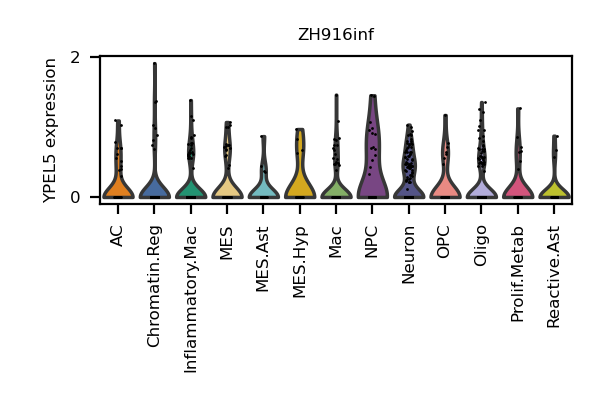 ZH916inf
YPEL5 expression
2
0
AC
Chromatin.Reg
Inflammatory.Mac
MES
MES.Ast
MES.Hyp
Mac
NPC
Neuron
OPC
Oligo
Prolif.Metab
Reactive.Ast